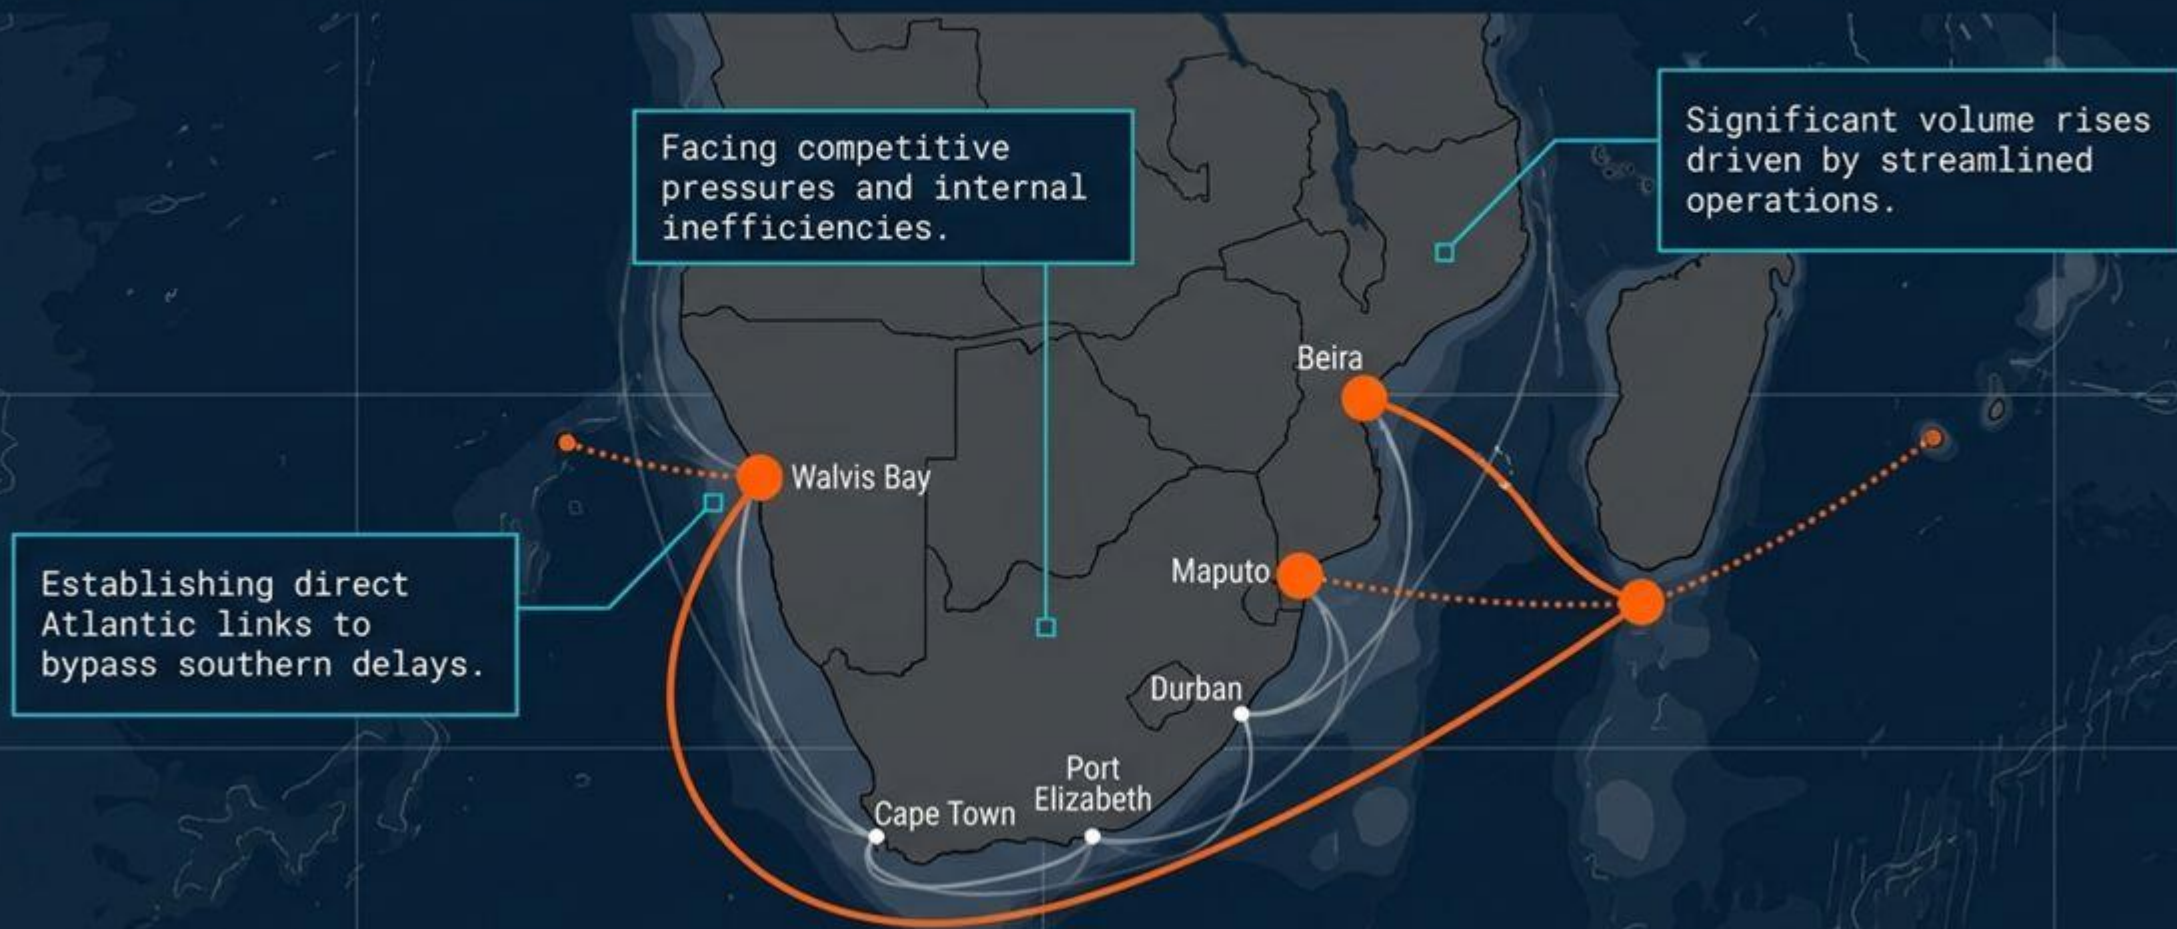 Significant volume rises
driven by streamlined
operations.
Facing competitive
pressures and internal
inefficiencies.
Beira
Walvis Bay
Maputo
Establishing direct
Atlantic links to
bypass southern delays.
Durban
Port
Elizabeth
Cape Town